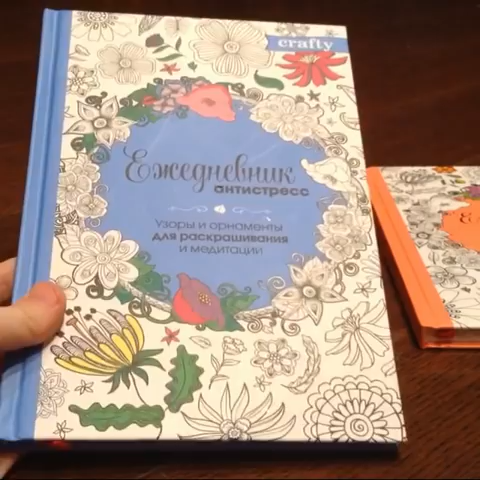 crafty
Ежедневник
антистресс
Узоры и орнаменты
для раскрашивания
и медитации